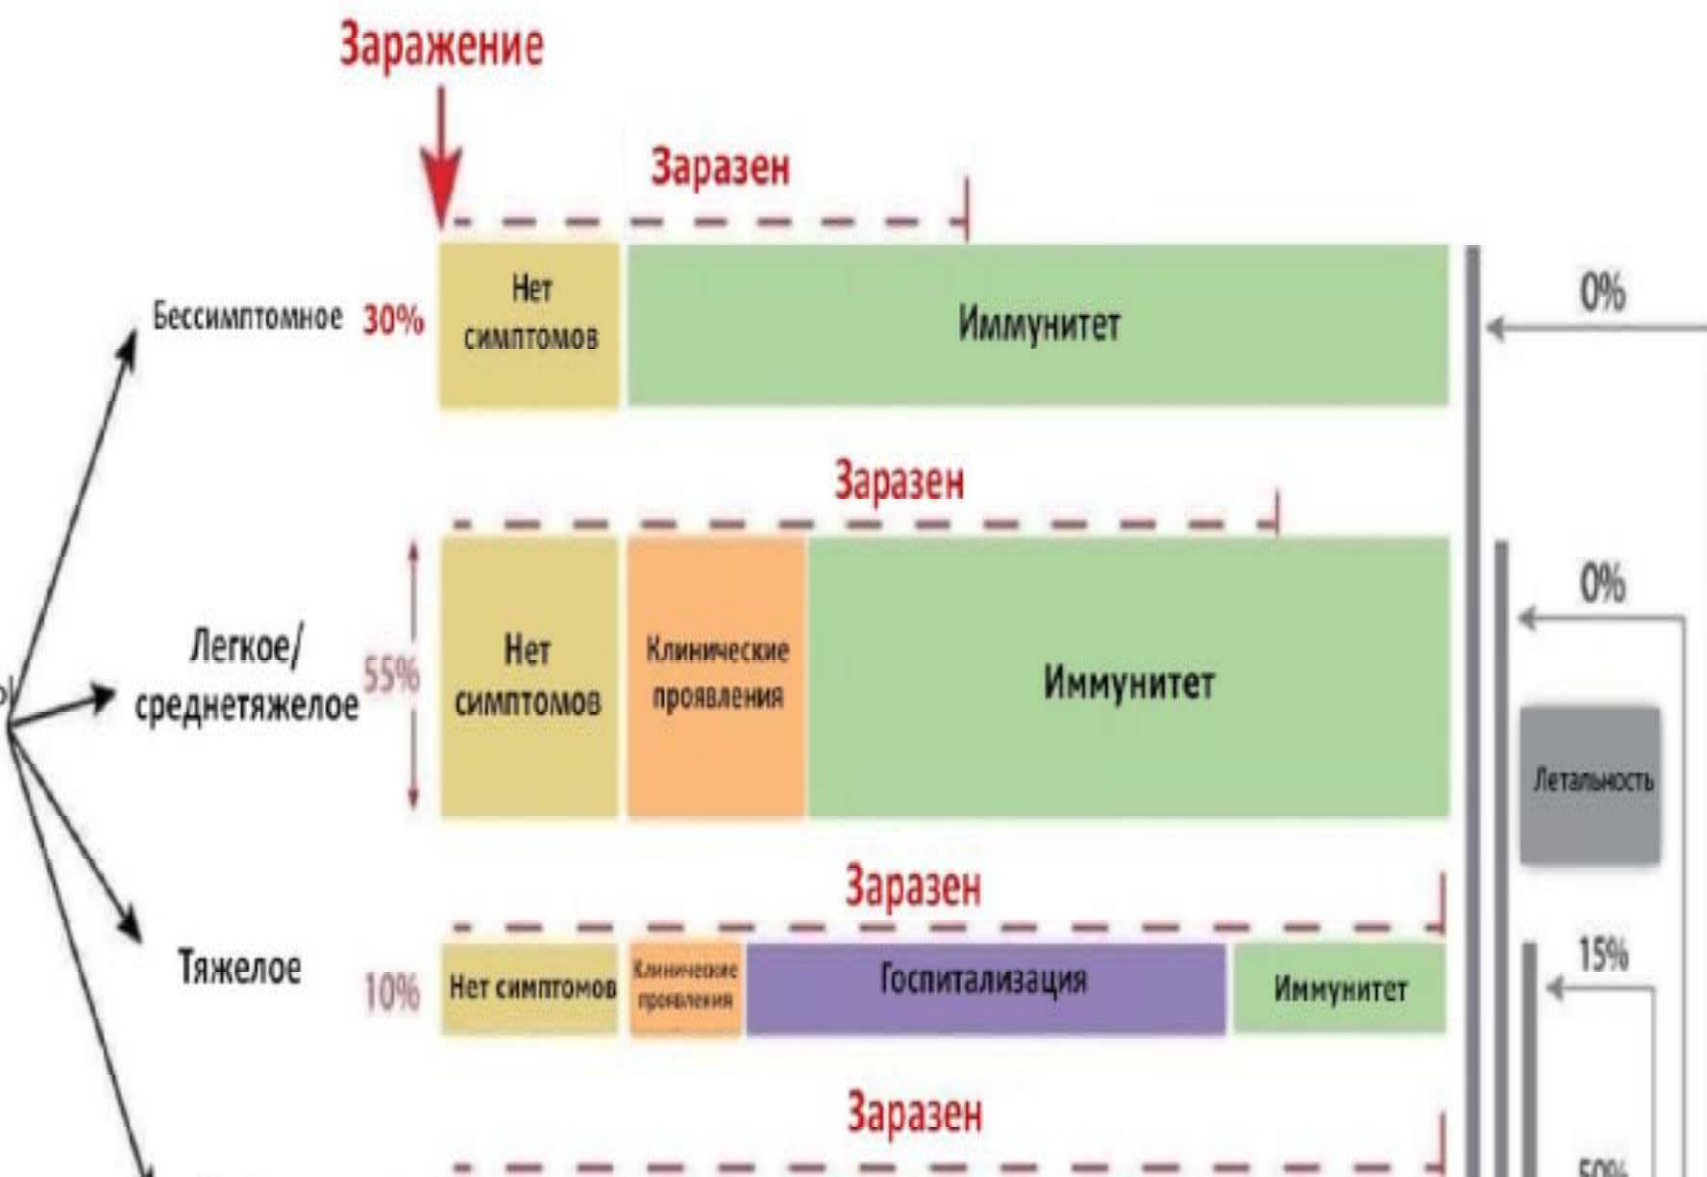 Заражение
Заразен
Нет
симптомов
Бессимптомное 30%
Иммунитет
0%
Заразен
0%
Легкое/
среднетяжелое
55%
Нет
симптомов
Клинические
проявления
Иммунитет
Летальность
Заразен
15%
Тяжелое
10%
Нет симптомов
Клинические
проявления
Госпитализация
Иммунитет
Заразен
50%